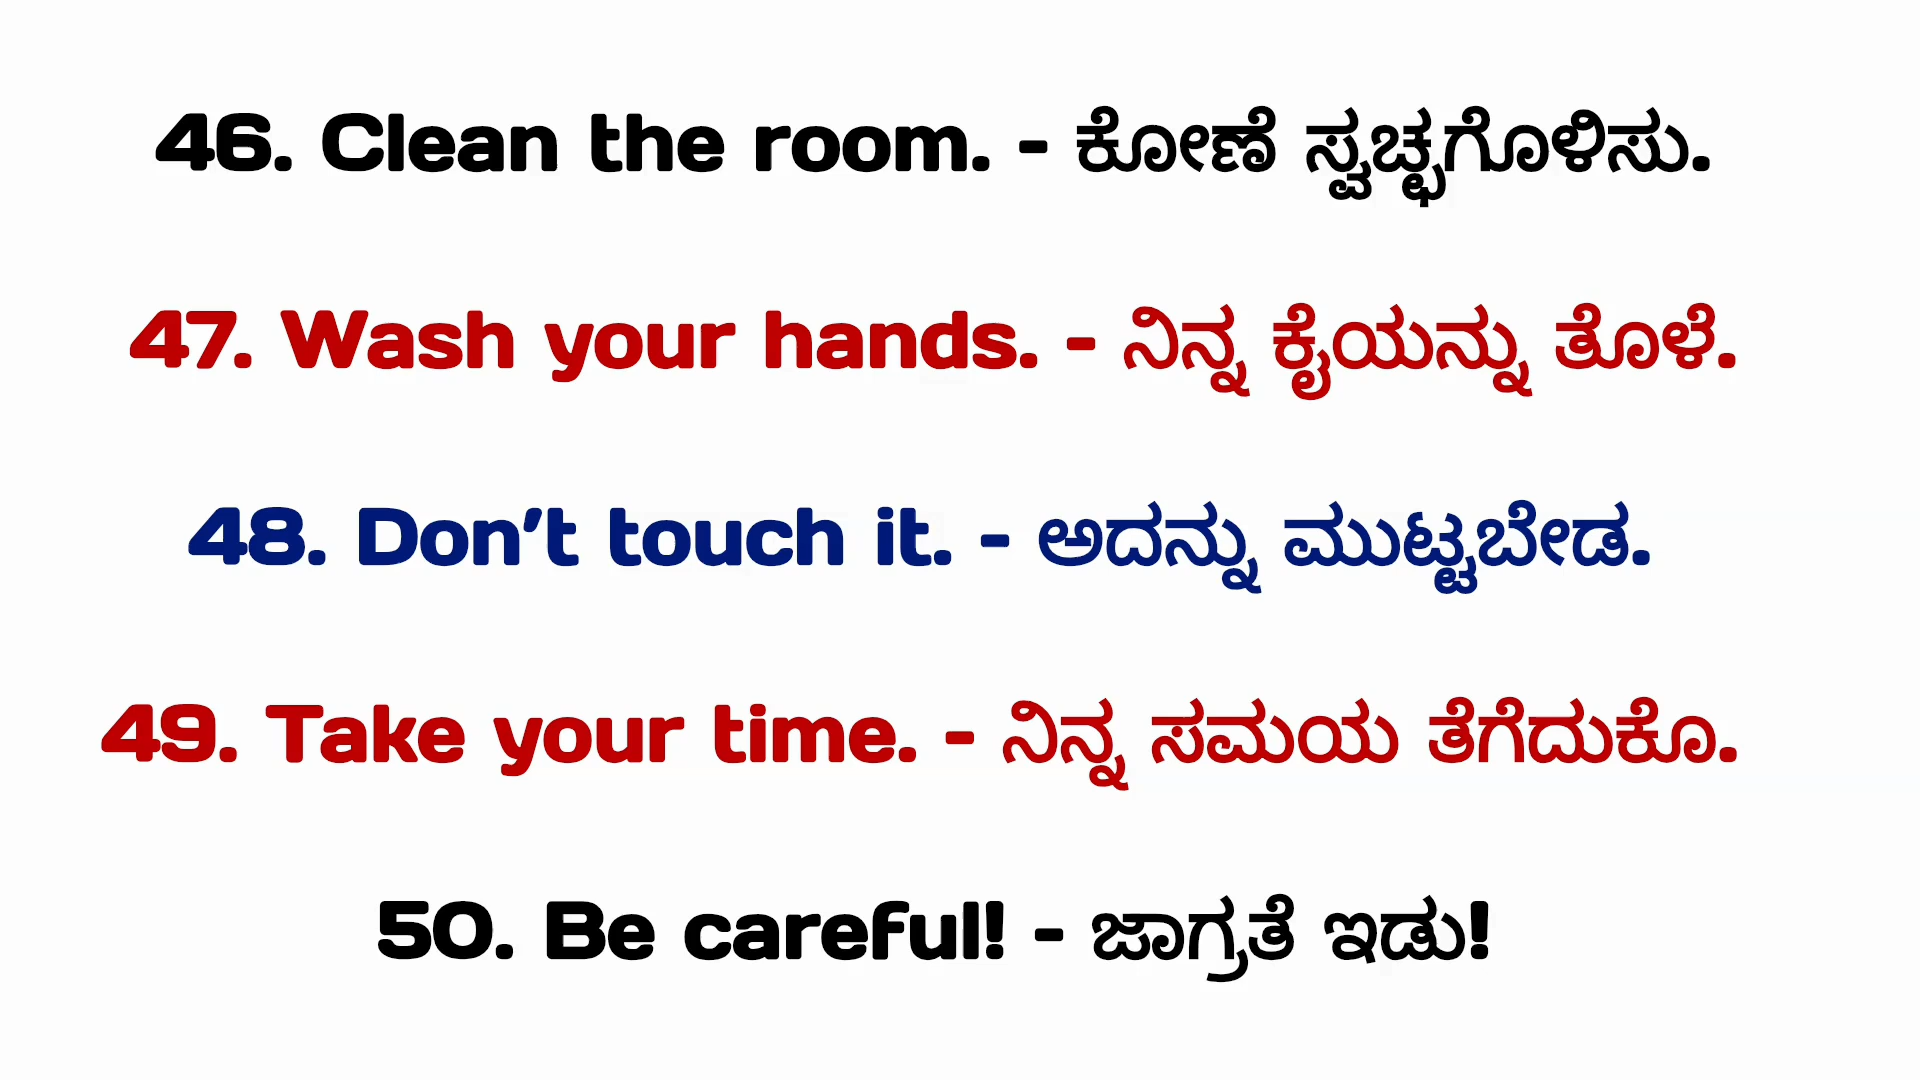 46. Clean the room. - ಕೋಣೆ ಸ್ವಚ್ಛಗೊಳಿಸು.
47. Wash your hands. - ನಿನ್ನ ಕೈಯನ್ನು ತೊಳೆ.
48. Don’t touch it. - ಅದನ್ನು ಮುಟ್ಟಬೇಡ.
49. Take your time. - ನಿನ್ನ ಸಮಯ ತೆಗೆದುಕೊ.
50. Be careful! - ಜಾಗ್ರತೆ ಇಡು!